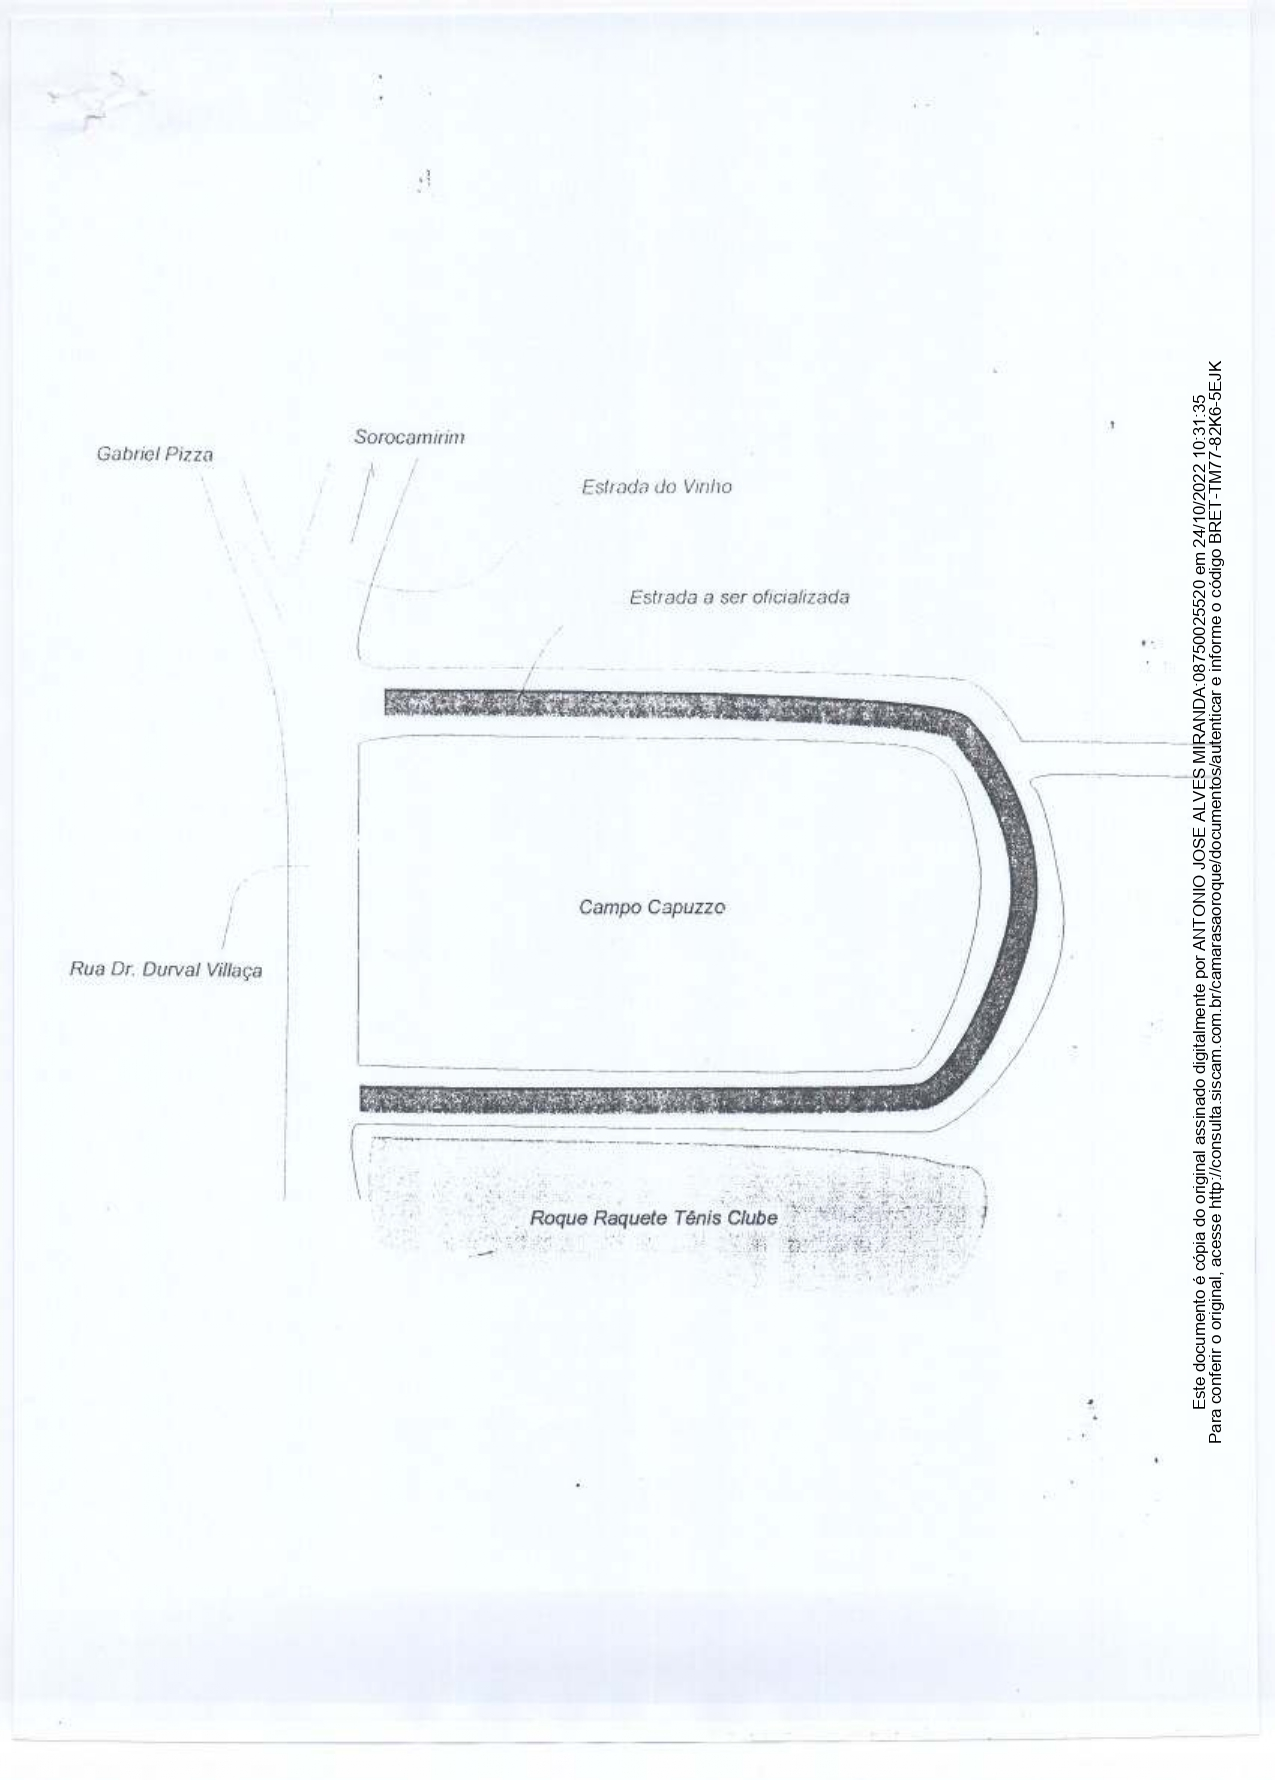 Sorocamirim
Gabriel Pizza
Estrada do Vinho
Estrada a ser oficializada
Campo Capuzzo
Rua Dr. Durval Villaça
Roque Raquete Tênis Clube
Este documento é cópia do original assinado digitalmente por ANTONIO JOSE ALVES MIRANDA:08750025520 em 24/10/2022 10:31:35
Para conferir o original, acesse http://consulta.siscam.com.br/camarasaoroque/documentos/autenticar e informe o código BRET-TM77-82K6-5EJK